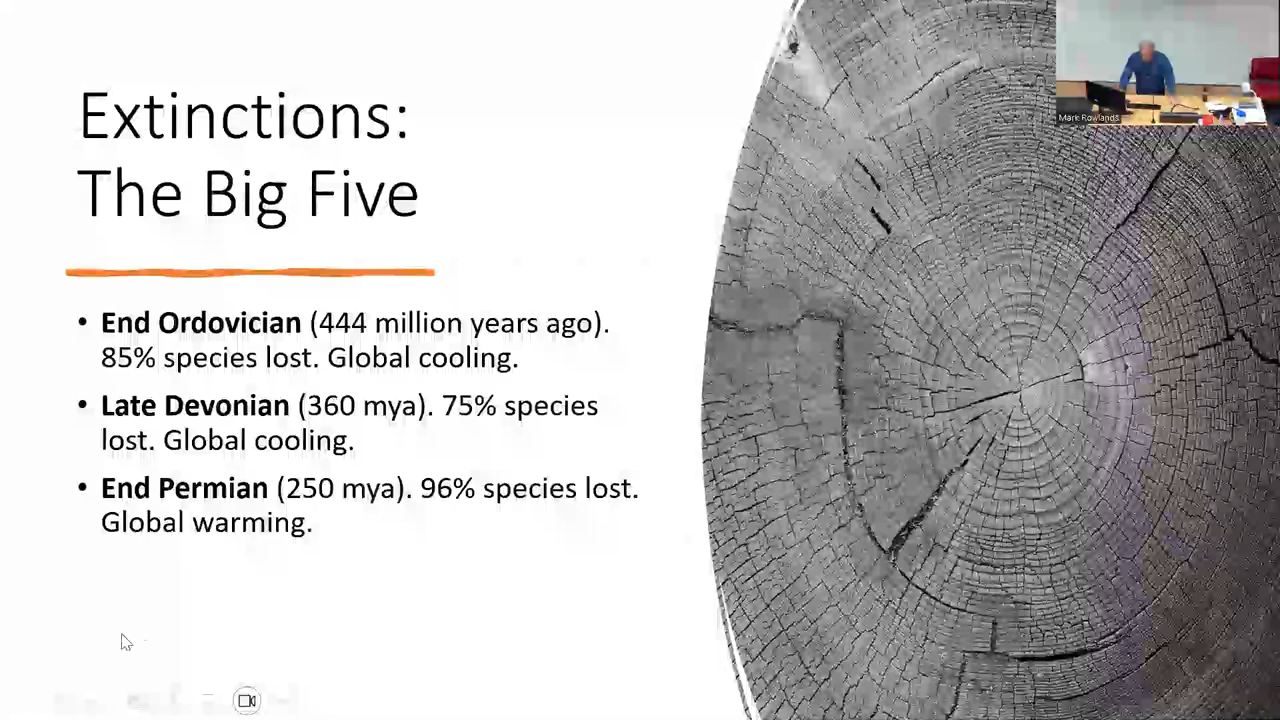 Extinctions:
The Big Five
• End Ordovician (444 million years ago).
85% species lost. Global cooling.
• Late Devonian (360 mya). 75% species
lost. Global cooling.
• End Permian (250 mya). 96% species lost.
Global warming.
Mark Rowlands